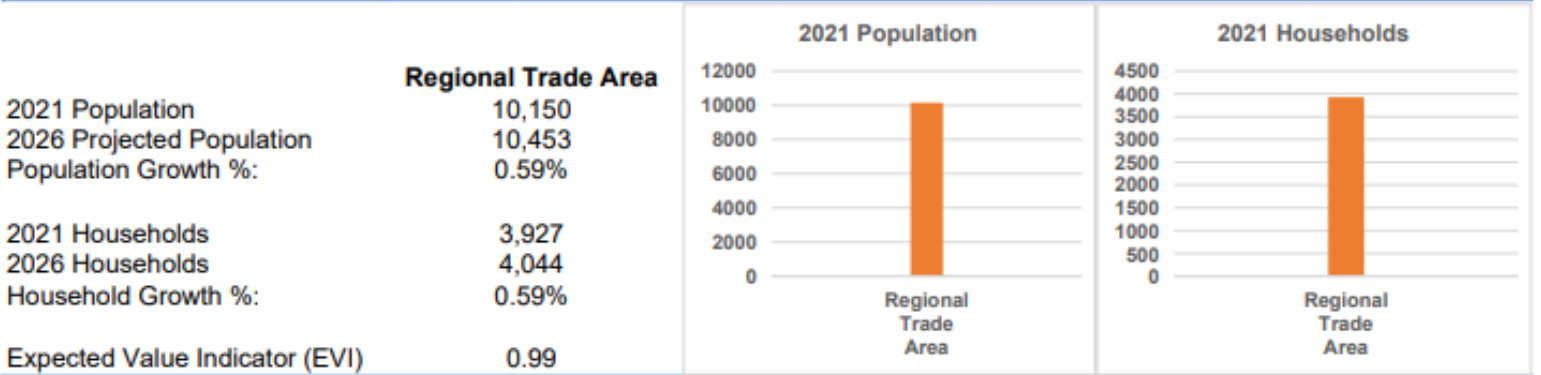 Regional Trade Area
2021 Population 10,150
2026 Projected Population 10,453
Population Growth %: 0.59%
2021 Households 3,927
2026 Households 4,044
Household Growth %: 0.59%
Expected Value Indicator (EVI) 0.99
2021 Population
12000
10000
8000
6000
4000
2000
0
Regional
Trade
Area
2021 Households
4500
4000
3500
3000
2500
2000
1500
1000
500
0
Regional
Trade
Area